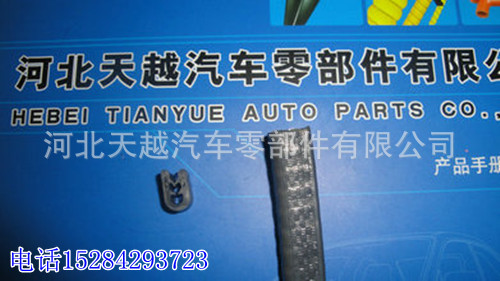 河北天越汽车零部件有限公
HEBEI TIANYUE AUTO PARTS CO.,
河北天越汽车零部件有限公司
产品手册
电话15284293723